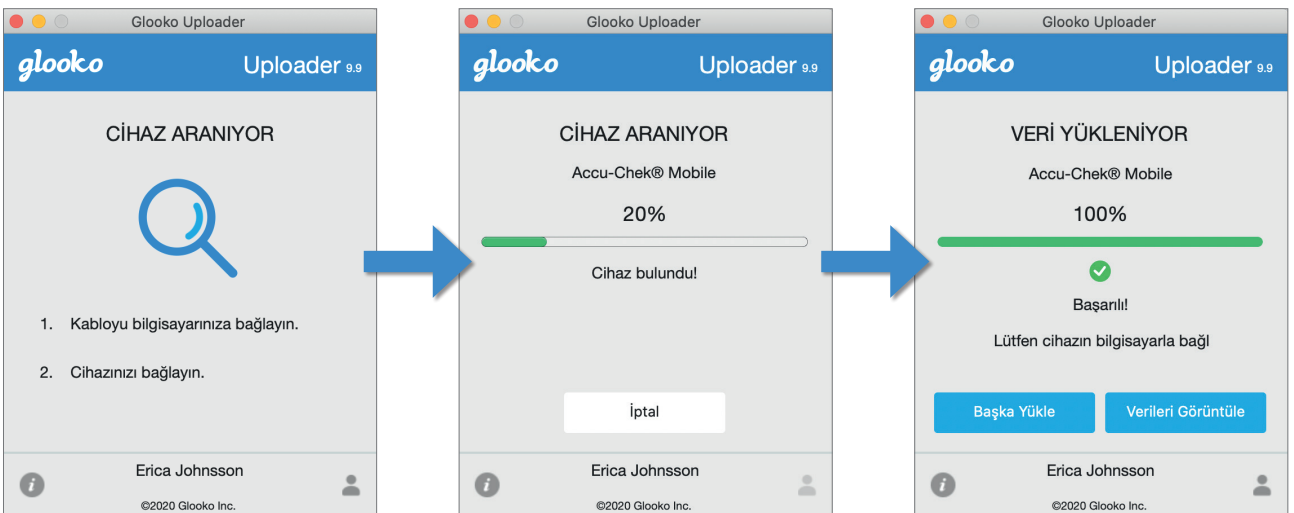 Glooko Uploader
glooko Uploader 9.9
CİHAZ ARANIYOR
1. Kabloyu bilgisayarınıza bağlayın.
2. Cihazınızı bağlayın.
i
Erica Johnsson
©2020 Glooko Inc.
Glooko Uploader
glooko Uploader 9.9
CİHAZ ARANIYOR
Accu-Chek® Mobile
20%
Cihaz bulundu!
İptal
i
Erica Johnsson
©2020 Glooko Inc.
Glooko Uploader
glooko Uploader 9.9
VERİ YÜKLENİYOR
Accu-Chek® Mobile
100%
Başarılı!
Lütfen cihazın bilgisayarla bağl
Başka Yükle Verileri Görüntüle
i
Erica Johnsson
©2020 Glooko Inc.